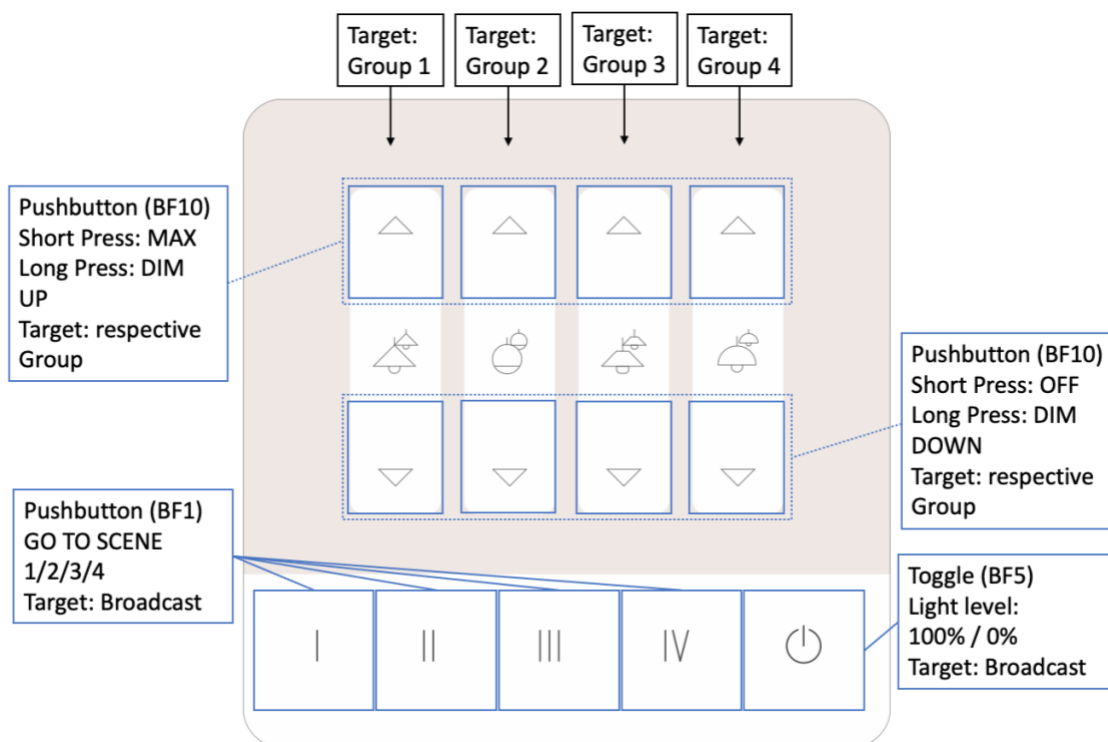 Target:
Group 1
Target:
Group 2
Target:
Group 3
Target:
Group 4
Pushbutton (BF10)
Short Press: MAX
Long Press: DIM
UP
Target: respective
Group
Pushbutton (BF10)
Short Press: OFF
Long Press: DIM
DOWN
Target: respective
Group
Pushbutton (BF1)
GO TO SCENE
1/2/3/4
Target: Broadcast
Toggle (BF5)
Light level:
100% / 0%
Target: Broadcast
I II III IV